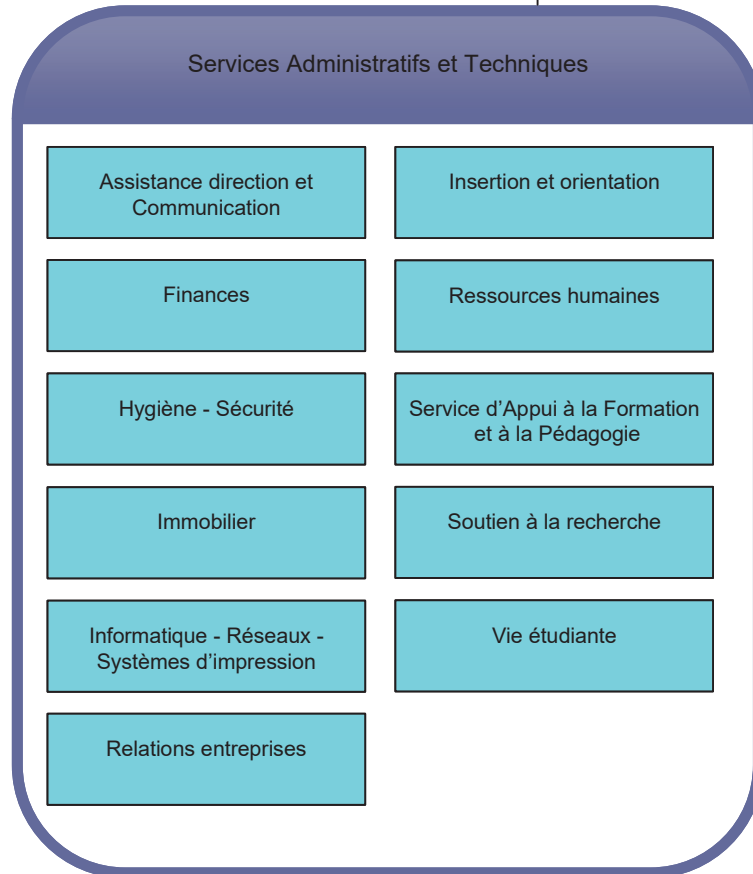 Services Administratifs et Techniques
Assistance direction et
Communication
Finances
Hygiène - Sécurité
Immobilier
Informatique - Réseaux -
Systèmes d’impression
Relations entreprises
Insertion et orientation
Ressources humaines
Service d’Appui à la Formation
et à la Pédagogie
Soutien à la recherche
Vie étudiante